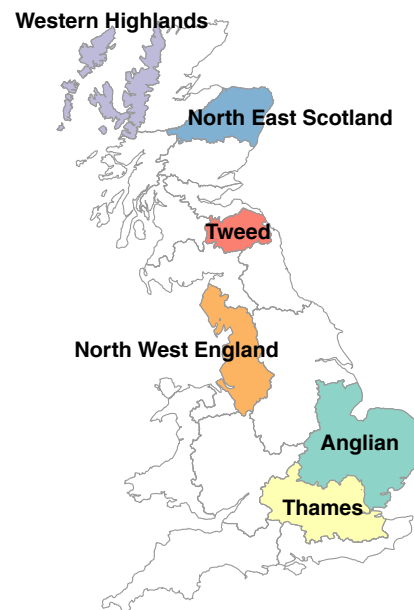 Western Highlands
North East Scotland
Tweed
North West England
Anglian
Thames